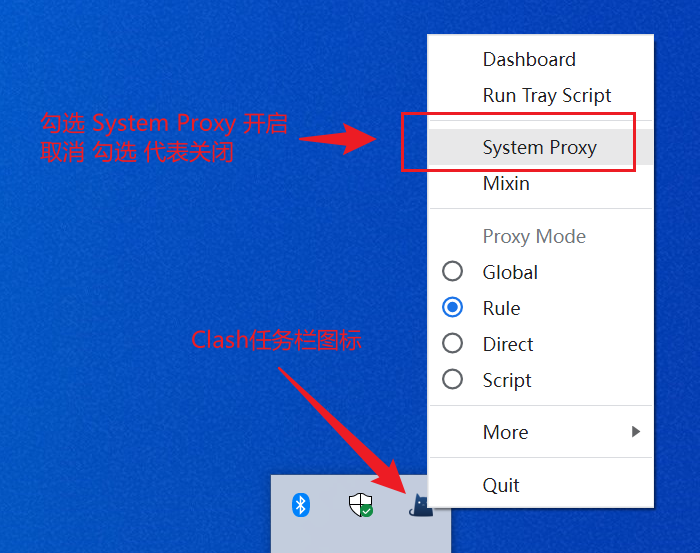 Dashboard
Run Tray Script
勾选 System Proxy 开启
取消 勾选 代表关闭
System Proxy
Mixin
Proxy Mode
Global
Rule
Direct
Script
Clash任务栏图标
More
Quit